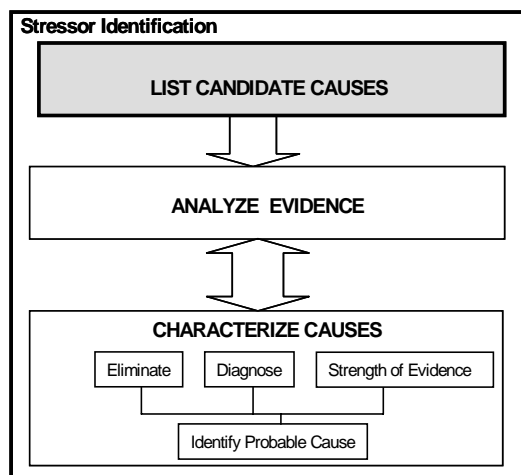 Stressor Identification
LIST CANDIDATE CAUSES
ANALYZE EVIDENCE
CHARACTERIZE CAUSES
Eliminate Diagnose Strength of Evidence
Identify Probable Cause